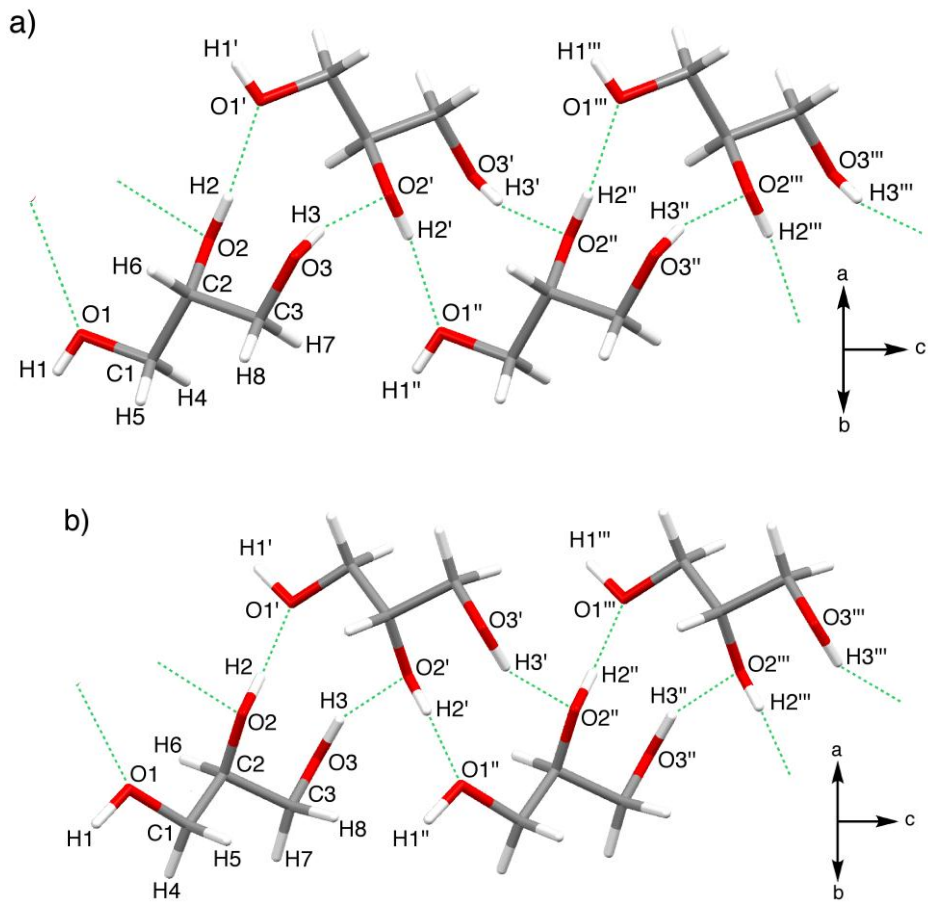 a)
H1'
H1'''
O1'
O1'''
O3'
O3'''
H2
O2'
H3'
H2''
O2'''
H3'''
H3
H3''
O2
H2'
O2''
H2'''
H6
C2
O3
O3''
a
O1
C3
O1''
c
H1
C1
H7
H8
H1''
H5
H4
b
b)
H1'
H1'''
O1'
O1'''
O3'
O3'''
H2
O2'
H3'
H2''
O2'''
H3'''
H3
H3''
O2
H2'
O2''
H2'''
H6
C2
O3
O3''
a
O1
C3
O1''
H1
C1
H8
H1''
c
H5
H7
H4
b